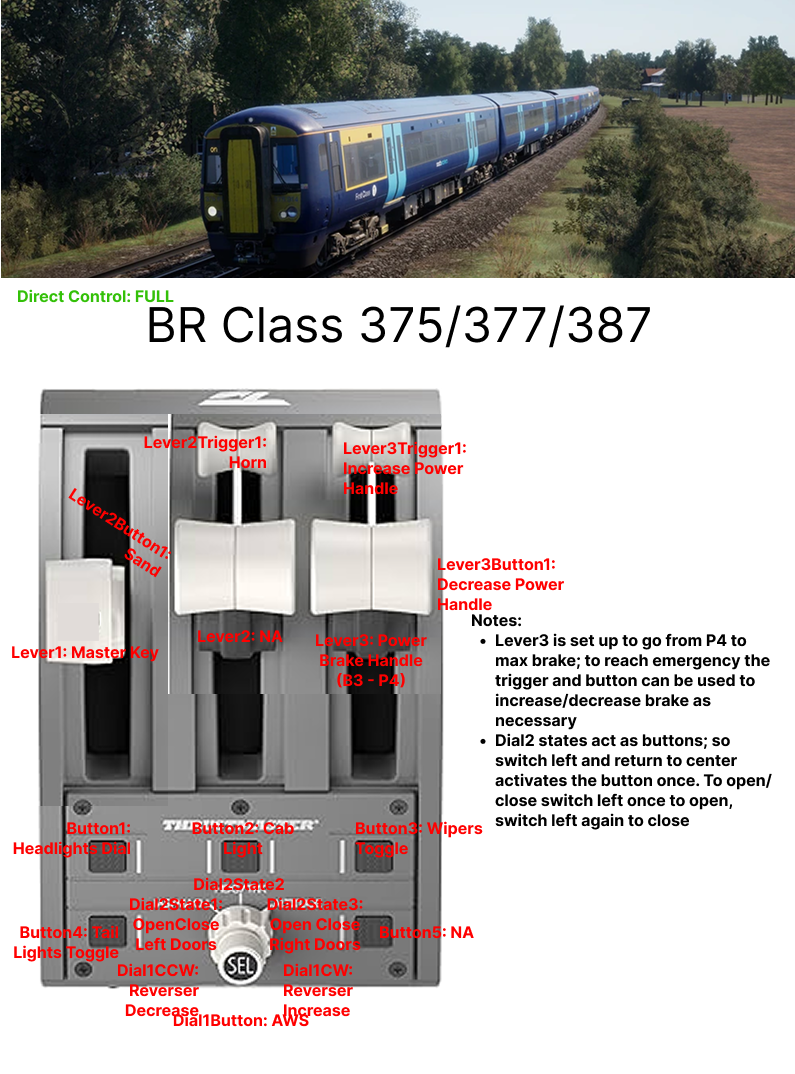 Direct Control: FULL
BR Class 375/377/387
Lever2Trigger1:
Horn
Lever3Trigger1:
Increase Power
Handle
Lever2Button1:
Sand
Lever3Button1:
Decrease Power
Handle
Lever1: Master Key
Lever2: NA
Lever3: Power
Brake Handle
(B3 - P4)
Notes:
• Lever3 is set up to go from P4 to
max brake; to reach emergency the
trigger and button can be used to
increase/decrease brake as
necessary
• Dial2 states act as buttons; so
switch left and return to center
activates the button once. To open/
close switch left once to open,
switch left again to close
THRUSTMASTER
Button1:
Headlights Dial
Button2: Cab
Light
Button3: Wipers
Toggle
Dial2State2
Dial2State1:
OpenClose
Left Doors
Dial2State3:
Open Close
Right Doors
Button4: Tail
Lights Toggle
Button5: NA
SEL
Dial1CCW:
Reverser
Decrease
Dial1CW:
Reverser
Increase
Dial1Button: AWS